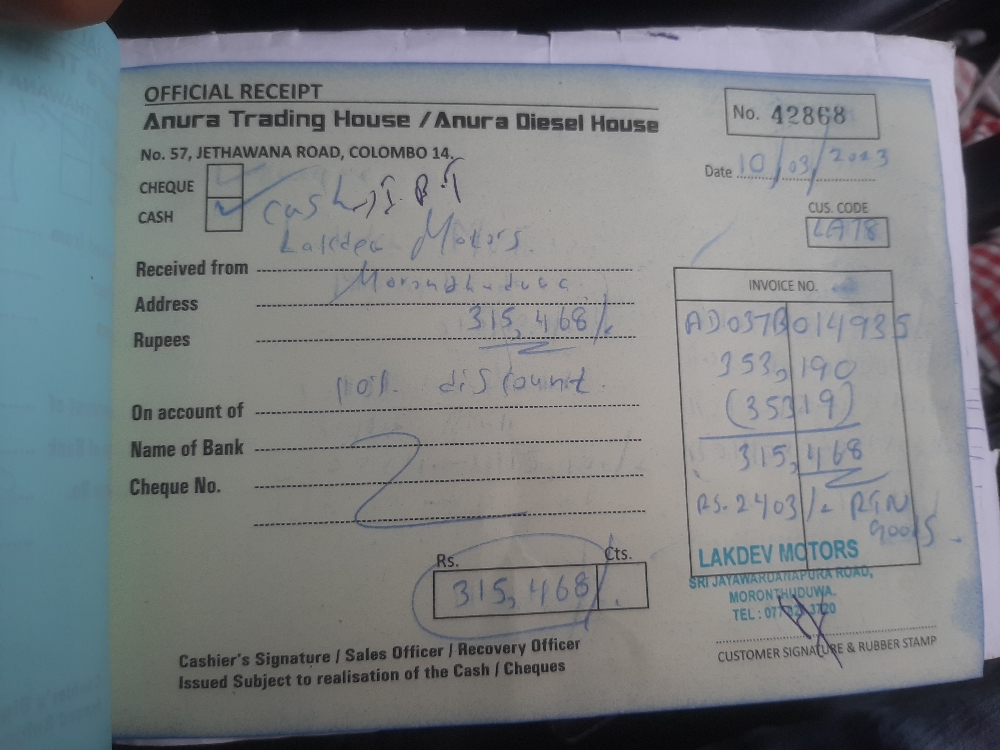 OFFICIAL RECEIPT
Anura Trading House / Anura Diesel House
No. 57, JETHAWANA ROAD, COLOMBO 14.
No. 42868
Date 10/03/2023
CHEQUE
CASH
Cash
CUS. CODE
LA78
Received from Lakdev Motors.
Address
Rupees 315,468/.
On account of 10% discount.
Name of Bank
Cheque No.
INVOICE NO.
AD037B014935
353,190
(35319)
315,468
RS. 2403/- RTN
goods.
Rs. Cts.
315,468
LAKDEV MOTORS
SRI JAYAWARDANAPURA ROAD,
MORONTHUDUWA.
TEL : 3720
CUSTOMER SIGNATURE & RUBBER STAMP
Cashier's Signature / Sales Officer / Recovery Officer
Issued Subject to realisation of the Cash / Cheques